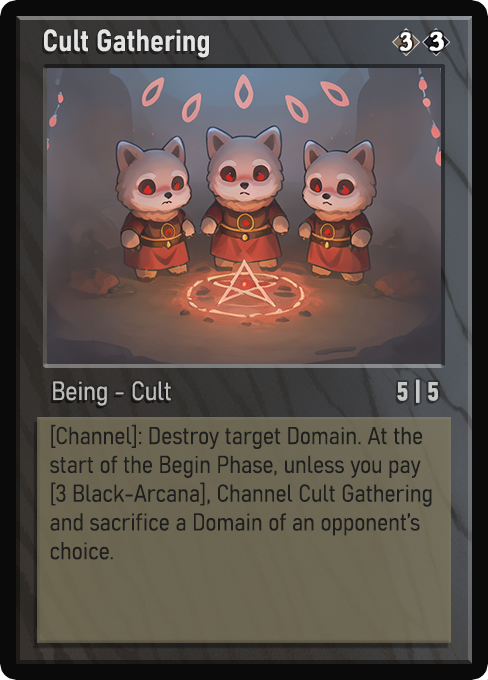 Cult Gathering
3 3
Being - Cult
5 | 5
[Channel]: Destroy target Domain. At the
start of the Begin Phase, unless you pay
[3 Black-Arcana], Channel Cult Gathering
and sacrifice a Domain of an opponent's
choice.